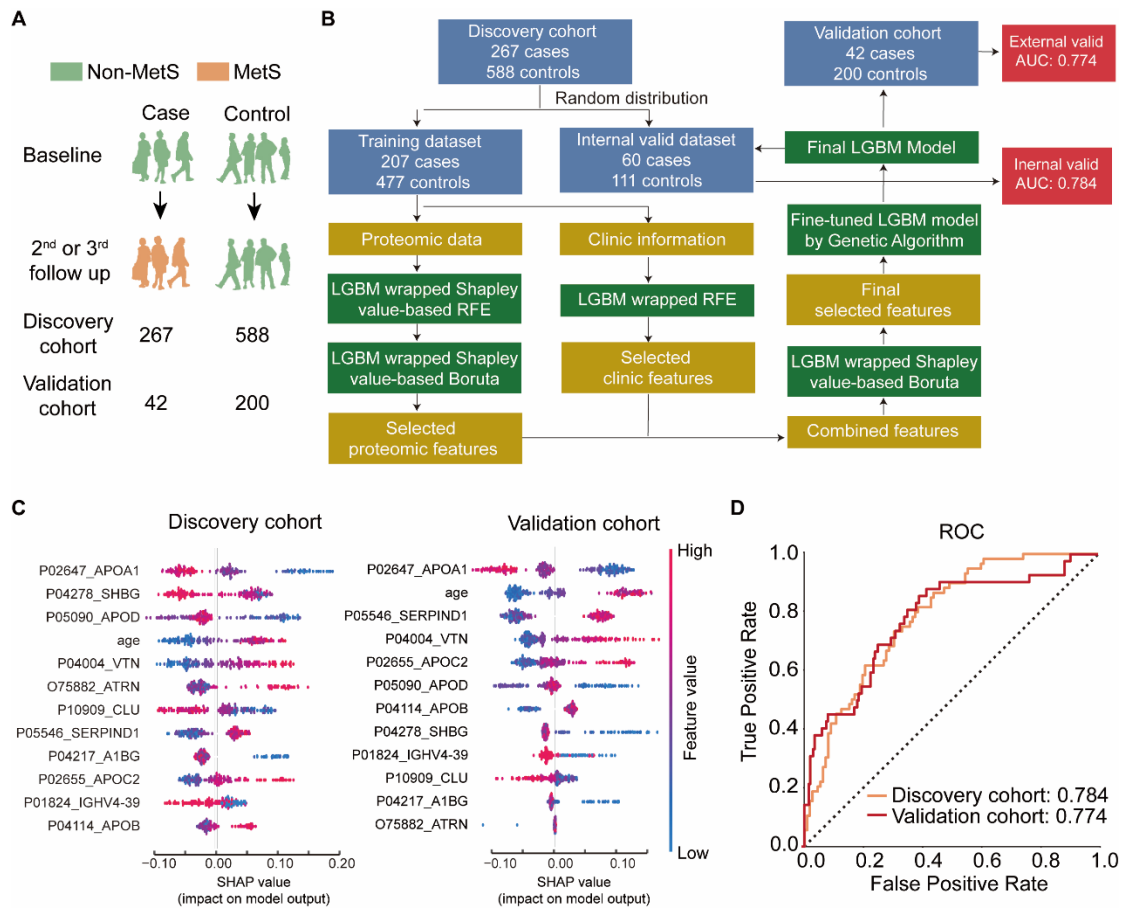 A
Non-MetS
MetS
Case
Control
Baseline
2nd or 3rd
follow up
Discovery
cohort
267
588
Validation
cohort
42
200
B
Discovery cohort
267 cases
588 controls
Random distribution
Training dataset
207 cases
477 controls
Internal valid dataset
60 cases
111 controls
Proteomic data
Clinic information
LGBM wrapped Shapley
value-based RFE
LGBM wrapped RFE
LGBM wrapped Shapley
value-based Boruta
Selected
clinic features
Selected
proteomic features
Validation cohort
42 cases
200 controls
External valid
AUC: 0.774
Final LGBM Model
Inernal valid
AUC: 0.784
Fine-tuned LGBM model
by Genetic Algorithm
Final
selected features
LGBM wrapped Shapley
value-based Boruta
Combined features
C
Discovery cohort
P02647_APOA1
P04278_SHBG
P05090_APOD
age
P04004_VTN
O75882_ATRN
P10909_CLU
P05546_SERPIND1
P04217_A1BG
P02655_APOC2
P01824_IGHV4-39
P04114_APOB
−0.10
0.00
0.10
0.20
SHAP value
(impact on model output)
Validation cohort
P02647_APOA1
age
P05546_SERPIND1
P04004_VTN
P02655_APOC2
P05090_APOD
P04114_APOB
P04278_SHBG
P01824_IGHV4-39
P10909_CLU
P04217_A1BG
O75882_ATRN
−0.10
0.00
0.10
SHAP value
(impact on model output)
High
Feature value
Low
D
ROC
True Positive Rate
1.0
0.8
0.6
0.4
0.2
0.0
Discovery cohort: 0.784
Validation cohort: 0.774
0.0
0.2
0.4
0.6
0.8
1.0
False Positive Rate